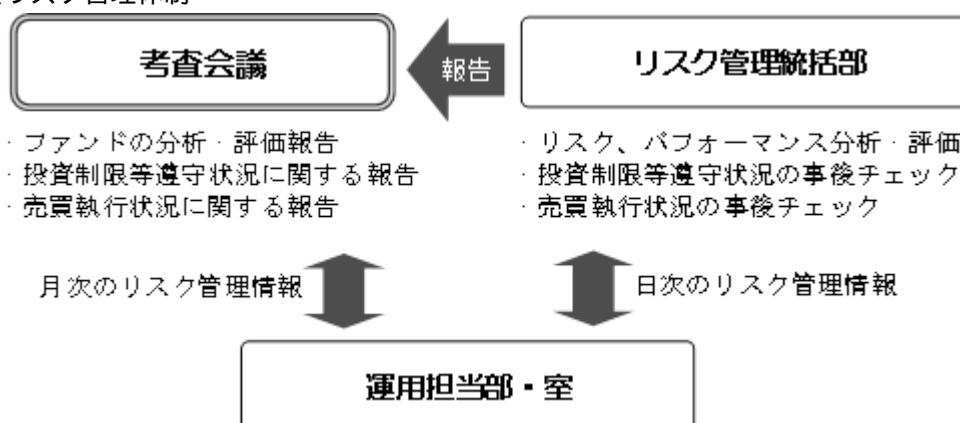 リスク管理体制
考査会議
報告
リスク管理統括部
・ファンドの分析・評価報告
・投資制限等遵守状況に関する報告
・売買執行状況に関する報告
・リスク、パフォーマンス分析・評価
・投資制限等遵守状況の事後チェック
・売買執行状況の事後チェック
月次のリスク管理情報
日次のリスク管理情報
運用担当部・室